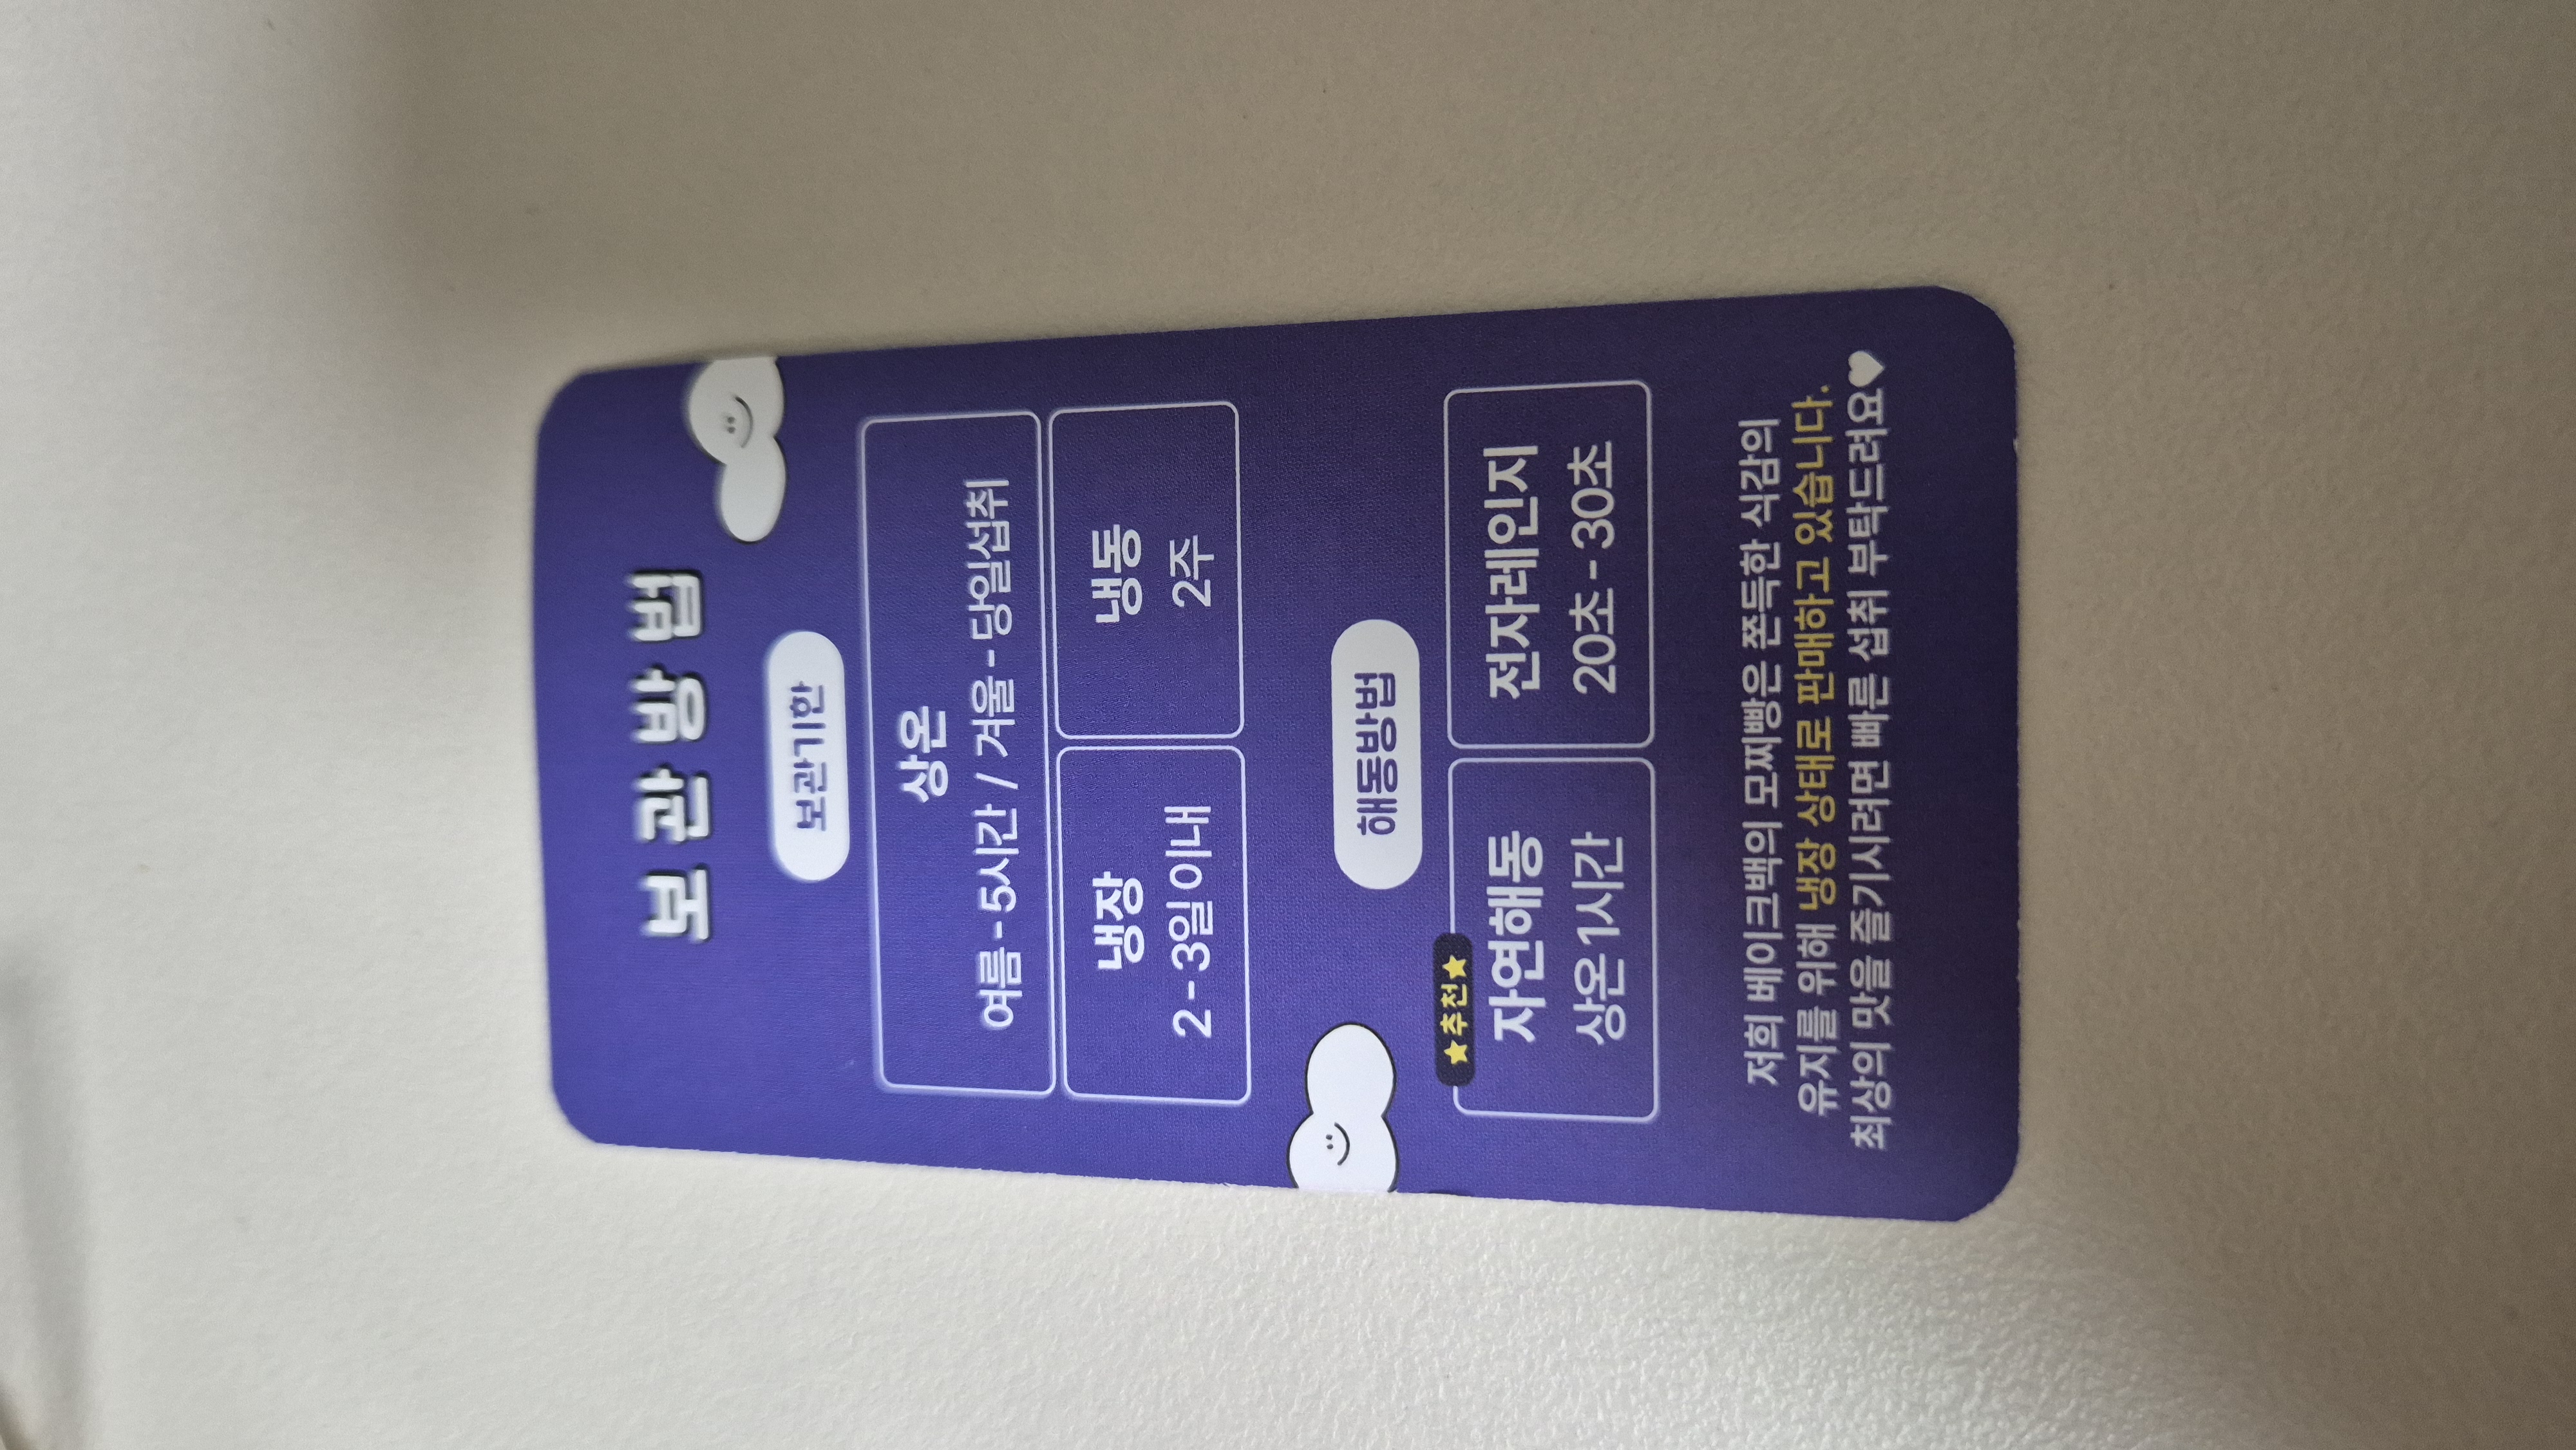 보관방법
보관기한
상온
여름 - 5시간 / 겨울 - 당일섭취
냉장
2 - 3일 이내
냉동
2주
해동방법
★추천★
자연해동
상온 1시간
전자레인지
20초 - 30초
저희 베이크백의 모찌빵은 쫀득한 식감의
유지를 위해 냉장 상태로 판매하고 있습니다.
최상의 맛을 즐기시려면 빠른 섭취 부탁드려요♥